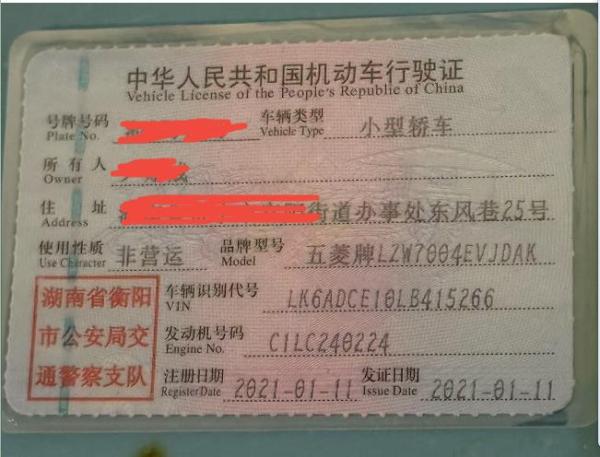 中华人民共和国机动车行驶证
Vehicle License of the People's Republic of China
号牌号码 车辆类型 小型轿车
Plate No. Vehicle Type
所有人
Owner
住址 街道办事处东风巷25号
Address
使用性质 非营运 品牌型号 五菱牌LZW7004EVJDAK
Use Character Model
湖南省衡阳 车辆识别代号 LK6ADCE10LB415266
VIN
市公安局交 发动机号码 C1LC240224
Engine No.
通警察支队 注册日期 2021-01-11 发证日期 2021-01-11
Register Date Issue Date